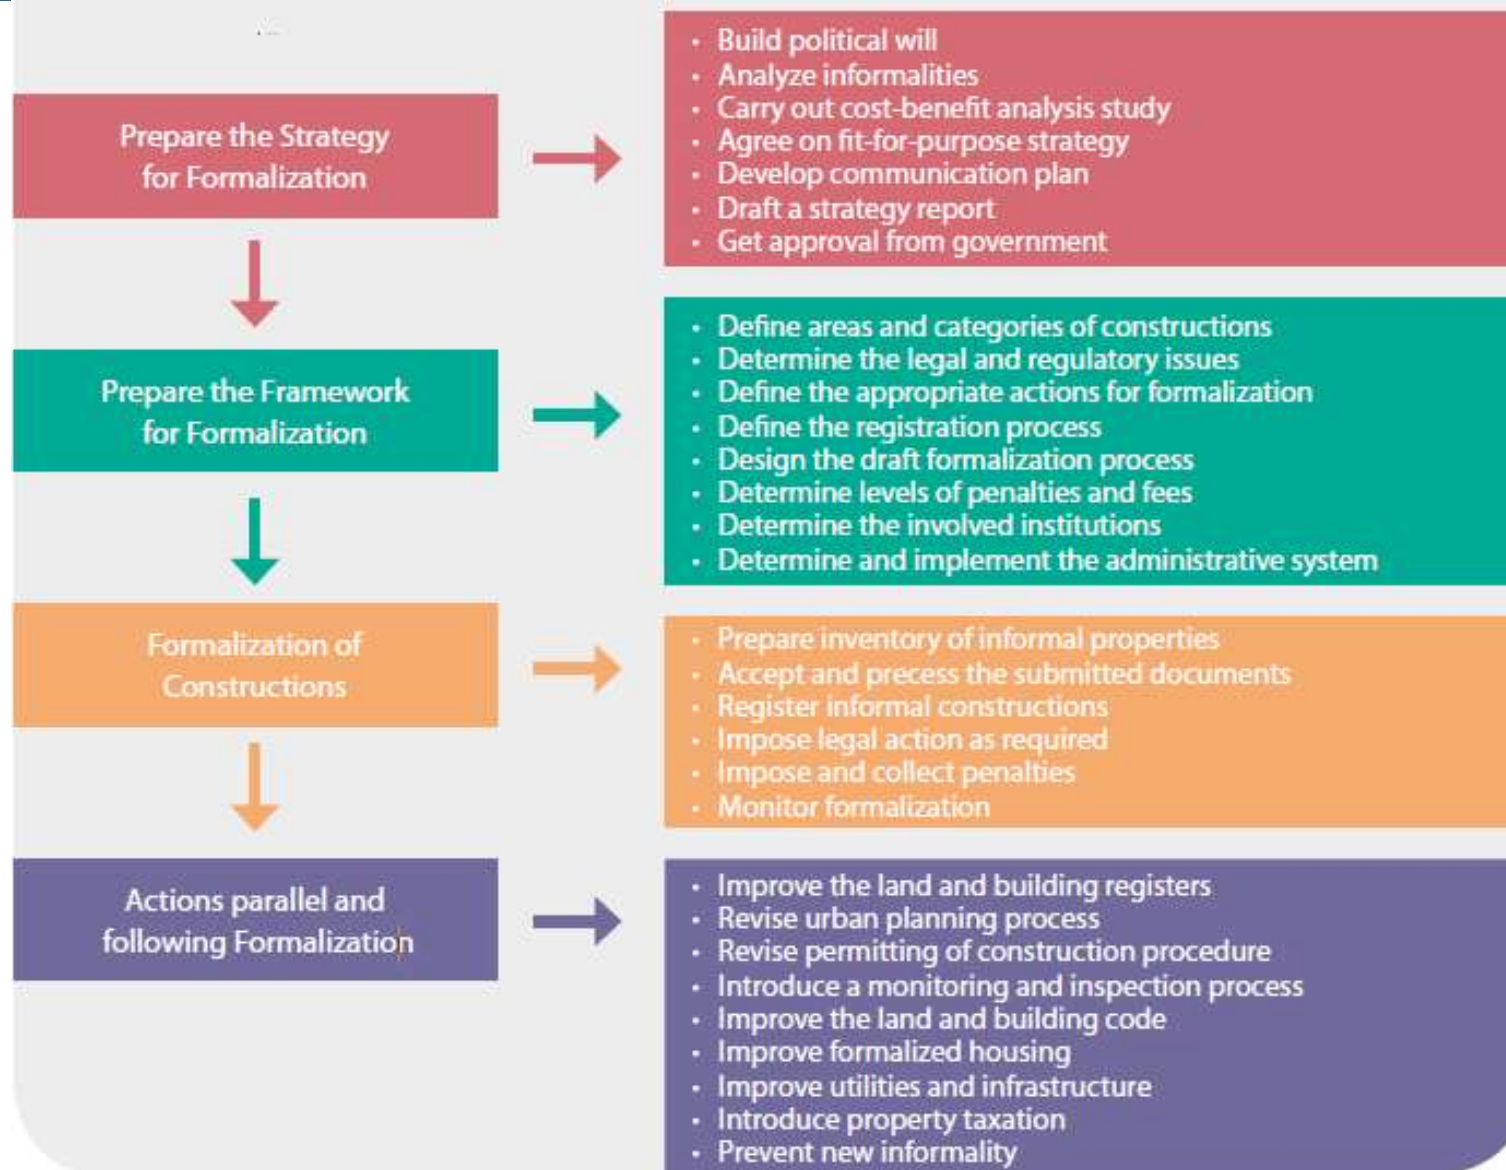 Prepare the Strategy
for Formalization
• Build political will
• Analyze informalities
• Carry out cost-benefit analysis study
• Agree on fit-for-purpose strategy
• Develop communication plan
• Draft a strategy report
• Get approval from government
Prepare the Framework
for Formalization
• Define areas and categories of constructions
• Determine the legal and regulatory issues
• Define the appropriate actions for formalization
• Define the registration process
• Design the draft formalization process
• Determine levels of penalties and fees
• Determine the involved institutions
• Determine and implement the administrative system
Formalization of
Constructions
• Prepare inventory of informal properties
• Accept and precess the submitted documents
• Register informal constructions
• Impose legal action as required
• Impose and collect penalties
• Monitor formalization
Actions parallel and
following Formalization
• Improve the land and building registers
• Revise urban planning process
• Revise permitting of construction procedure
• Introduce a monitoring and inspection process
• Improve the land and building code
• Improve formalized housing
• Improve utilities and infrastructure
• Introduce property taxation
• Prevent new informality